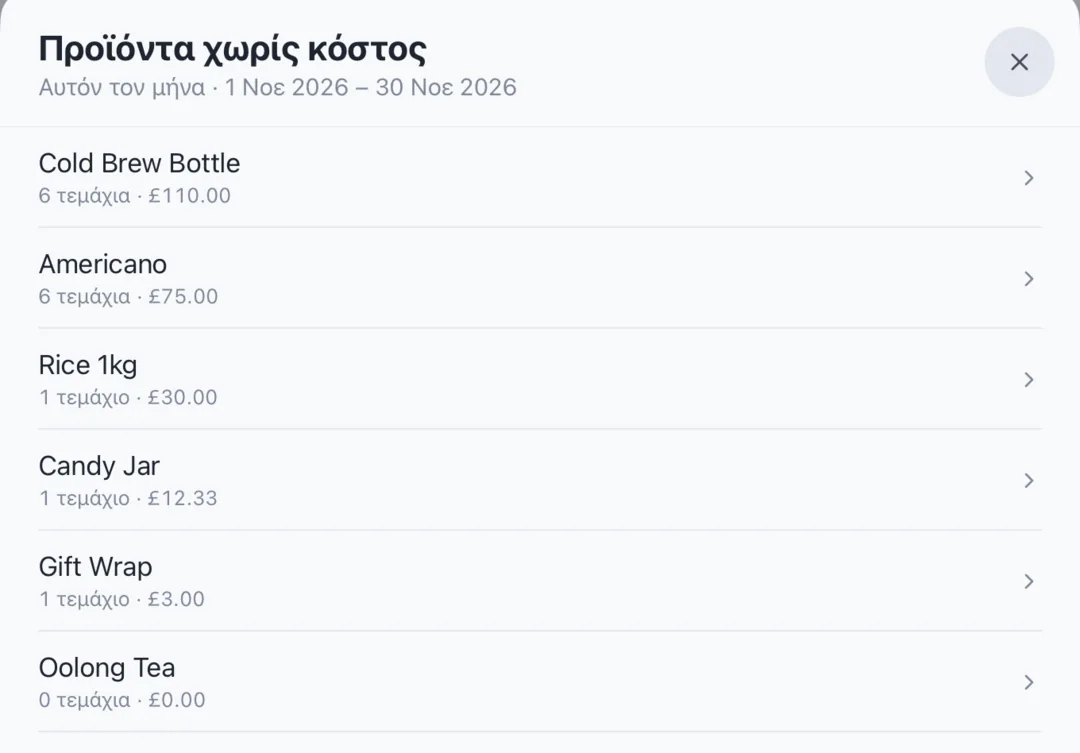 Προϊόντα χωρίς κόστος
Αυτόν τον μήνα · 1 Νοε 2026 – 30 Νοε 2026
Cold Brew Bottle
6 τεμάχια · £110.00
Americano
6 τεμάχια · £75.00
Rice 1kg
1 τεμάχιο · £30.00
Candy Jar
1 τεμάχιο · £12.33
Gift Wrap
1 τεμάχιο · £3.00
Oolong Tea
0 τεμάχια · £0.00